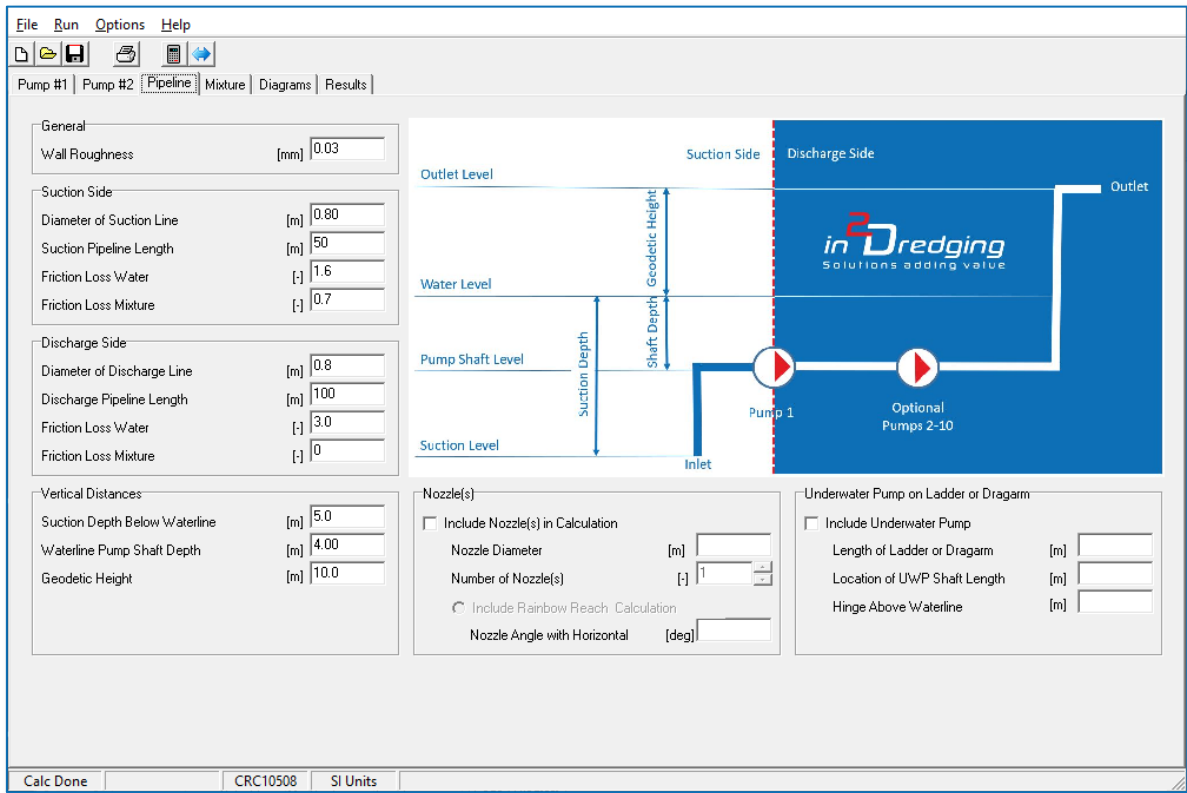 File Run Options Help
Pump #1 Pump #2 Pipeline Mixture Diagrams Results
General
Wall Roughness [mm] 0.03
Suction Side
Diameter of Suction Line [m] 0.80
Suction Pipeline Length [m] 50
Friction Loss Water [-] 1.6
Friction Loss Mixture [-] 0.7
Discharge Side
Diameter of Discharge Line [m] 0.8
Discharge Pipeline Length [m] 100
Friction Loss Water [-] 3.0
Friction Loss Mixture [-] 0
Vertical Distances
Suction Depth Below Waterline [m] 5.0
Waterline Pump Shaft Depth [m] 4.00
Geodetic Height [m] 10.0
Suction Side Discharge Side
Outlet Level
Outlet
Geodetic Height
in2Dredging
Solutions adding value
Water Level
Shaft Depth
Suction Depth
Pump Shaft Level
Pump 1
Optional
Pumps 2-10
Suction Level
Inlet
Nozzle(s)
Include Nozzle(s) in Calculation
Nozzle Diameter [m]
Number of Nozzle(s) [-] 1
Include Rainbow Reach Calculation
Nozzle Angle with Horizontal [deg]
Underwater Pump on Ladder or Dragarm
Include Underwater Pump
Length of Ladder or Dragarm [m]
Location of UWP Shaft Length [m]
Hinge Above Waterline [m]
Calc Done CRC10508 SI Units